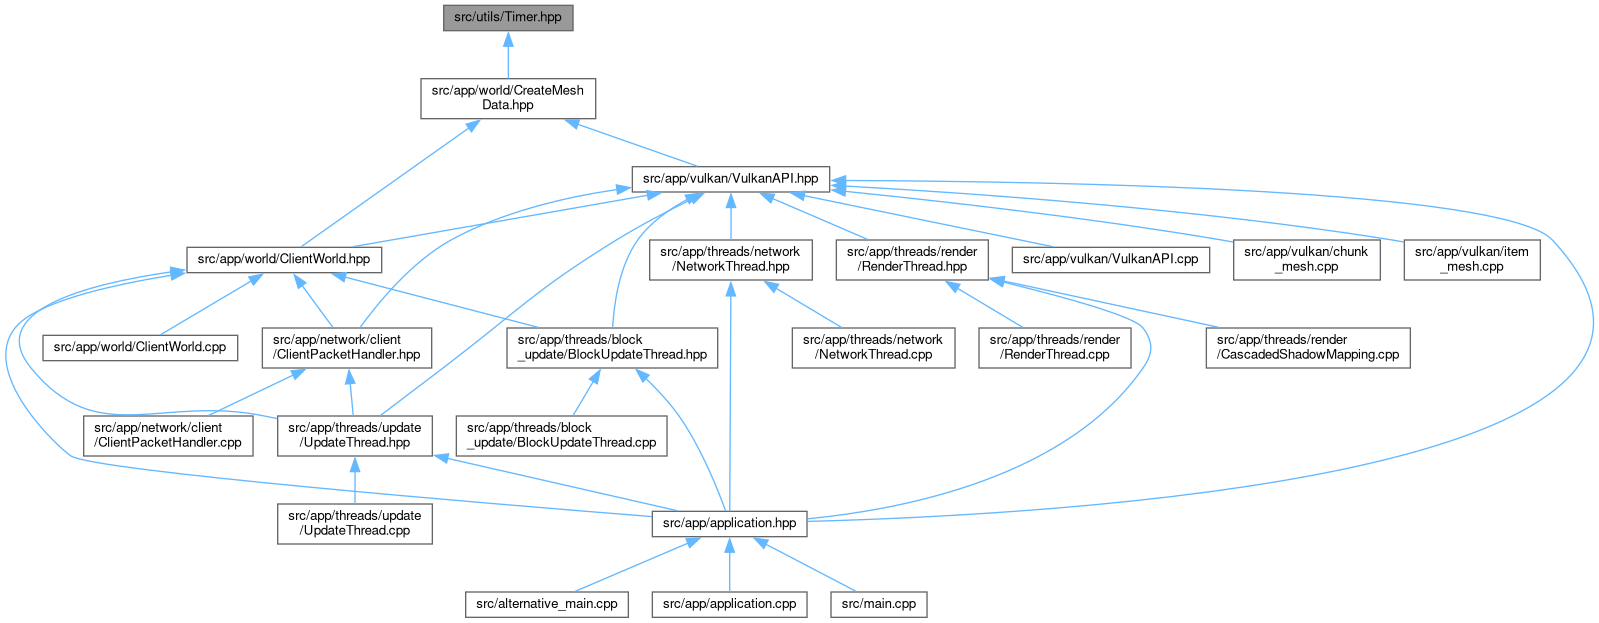 src/utils/Timer.hpp
src/app/world/CreateMesh
Data.hpp
src/app/vulkan/VulkanAPI.hpp
src/app/world/ClientWorld.hpp
src/app/threads/network
/NetworkThread.hpp
src/app/threads/render
/RenderThread.hpp
src/app/vulkan/VulkanAPI.cpp
src/app/vulkan/chunk
_mesh.cpp
src/app/vulkan/item
_mesh.cpp
src/app/world/ClientWorld.cpp
src/app/network/client
/ClientPacketHandler.hpp
src/app/threads/block
_update/BlockUpdateThread.hpp
src/app/threads/network
/NetworkThread.cpp
src/app/threads/render
/RenderThread.cpp
src/app/threads/render
/CascadedShadowMapping.cpp
src/app/network/client
/ClientPacketHandler.cpp
src/app/threads/update
/UpdateThread.hpp
src/app/threads/block
_update/BlockUpdateThread.cpp
src/app/threads/update
/UpdateThread.cpp
src/app/application.hpp
src/alternative_main.cpp
src/app/application.cpp
src/main.cpp